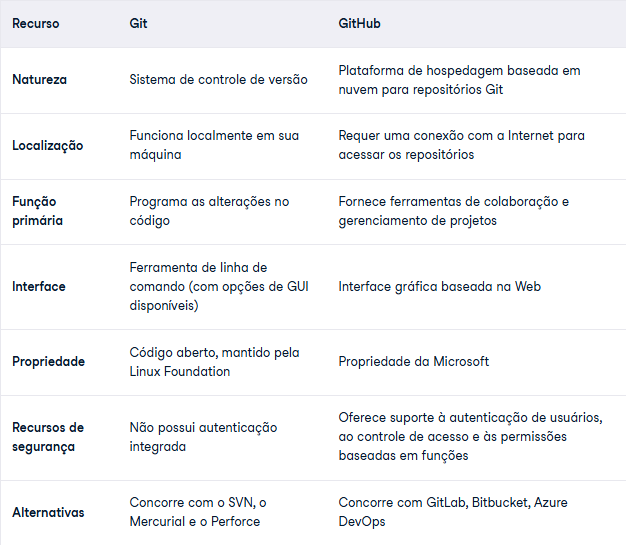 Recurso Git GitHub
Natureza Sistema de controle de versão Plataforma de hospedagem baseada em
nuvem para repositórios Git
Localização Funciona localmente em sua
máquina Requer uma conexão com a Internet para
acessar os repositórios
Função
primária Programa as alterações no
código Fornece ferramentas de colaboração e
gerenciamento de projetos
Interface Ferramenta de linha de
comando (com opções de GUI
disponíveis) Interface gráfica baseada na Web
Propriedade Código aberto, mantido pela
Linux Foundation Propriedade da Microsoft
Recursos de
segurança Não possui autenticação
integrada Oferece suporte à autenticação de usuários,
ao controle de acesso e às permissões
baseadas em funções
Alternativas Concorre com o SVN, o
Mercurial e o Perforce Concorre com GitLab, Bitbucket, Azure
DevOps